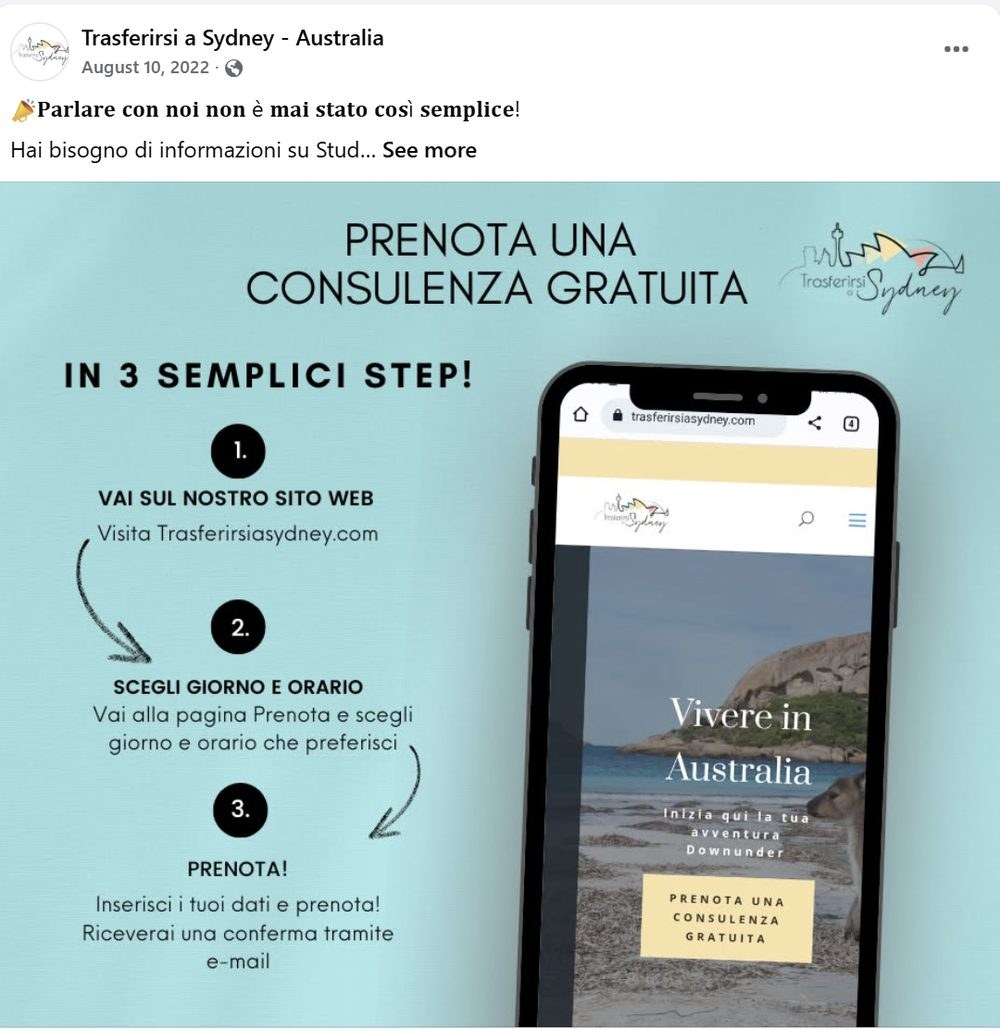 Trasferirsi a Sydney - Australia
August 10, 2022
Parlare con noi non è mai stato così semplice!
Hai bisogno di informazioni su Stud... See more
PRENOTA UNA
CONSULENZA GRATUITA
Trasferirsi
a Sydney
IN 3 SEMPLICI STEP!
1.
VAI SUL NOSTRO SITO WEB
Visita Trasferirsiasydney.com
2.
SCEGLI GIORNO E ORARIO
Vai alla pagina Prenota e scegli
giorno e orario che preferisci
3.
PRENOTA!
Inserisci i tuoi dati e prenota!
Riceverai una conferma tramite
e-mail
trasferirsiasydney.com
4
Trasferirsi
a Sydney
Vivere in
Australia
Inizia qui la tua
avventura
Downunder
PRENOTA UNA
CONSULENZA
GRATUITA